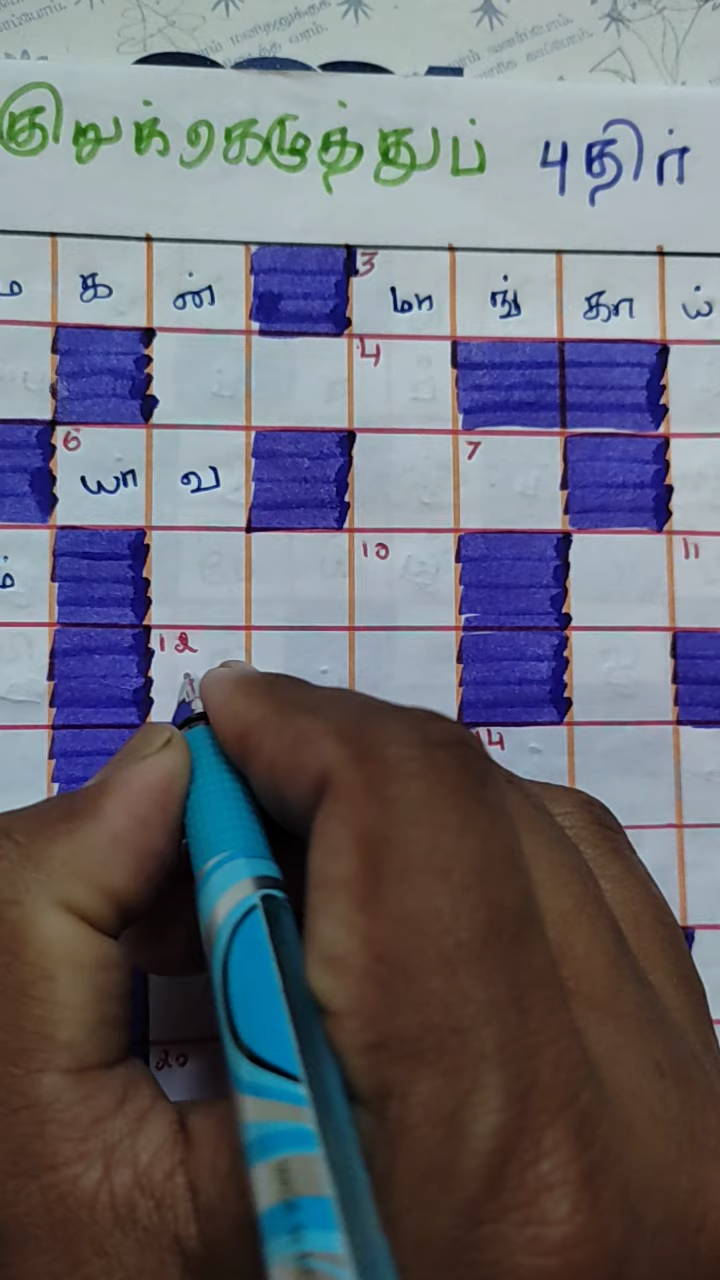 குறுக்கெழுத்துப் புதிர்
ம க ன் 3 மா ங் கா ய்
4
6 யா வ 7
ம் 10 11
12
14
20